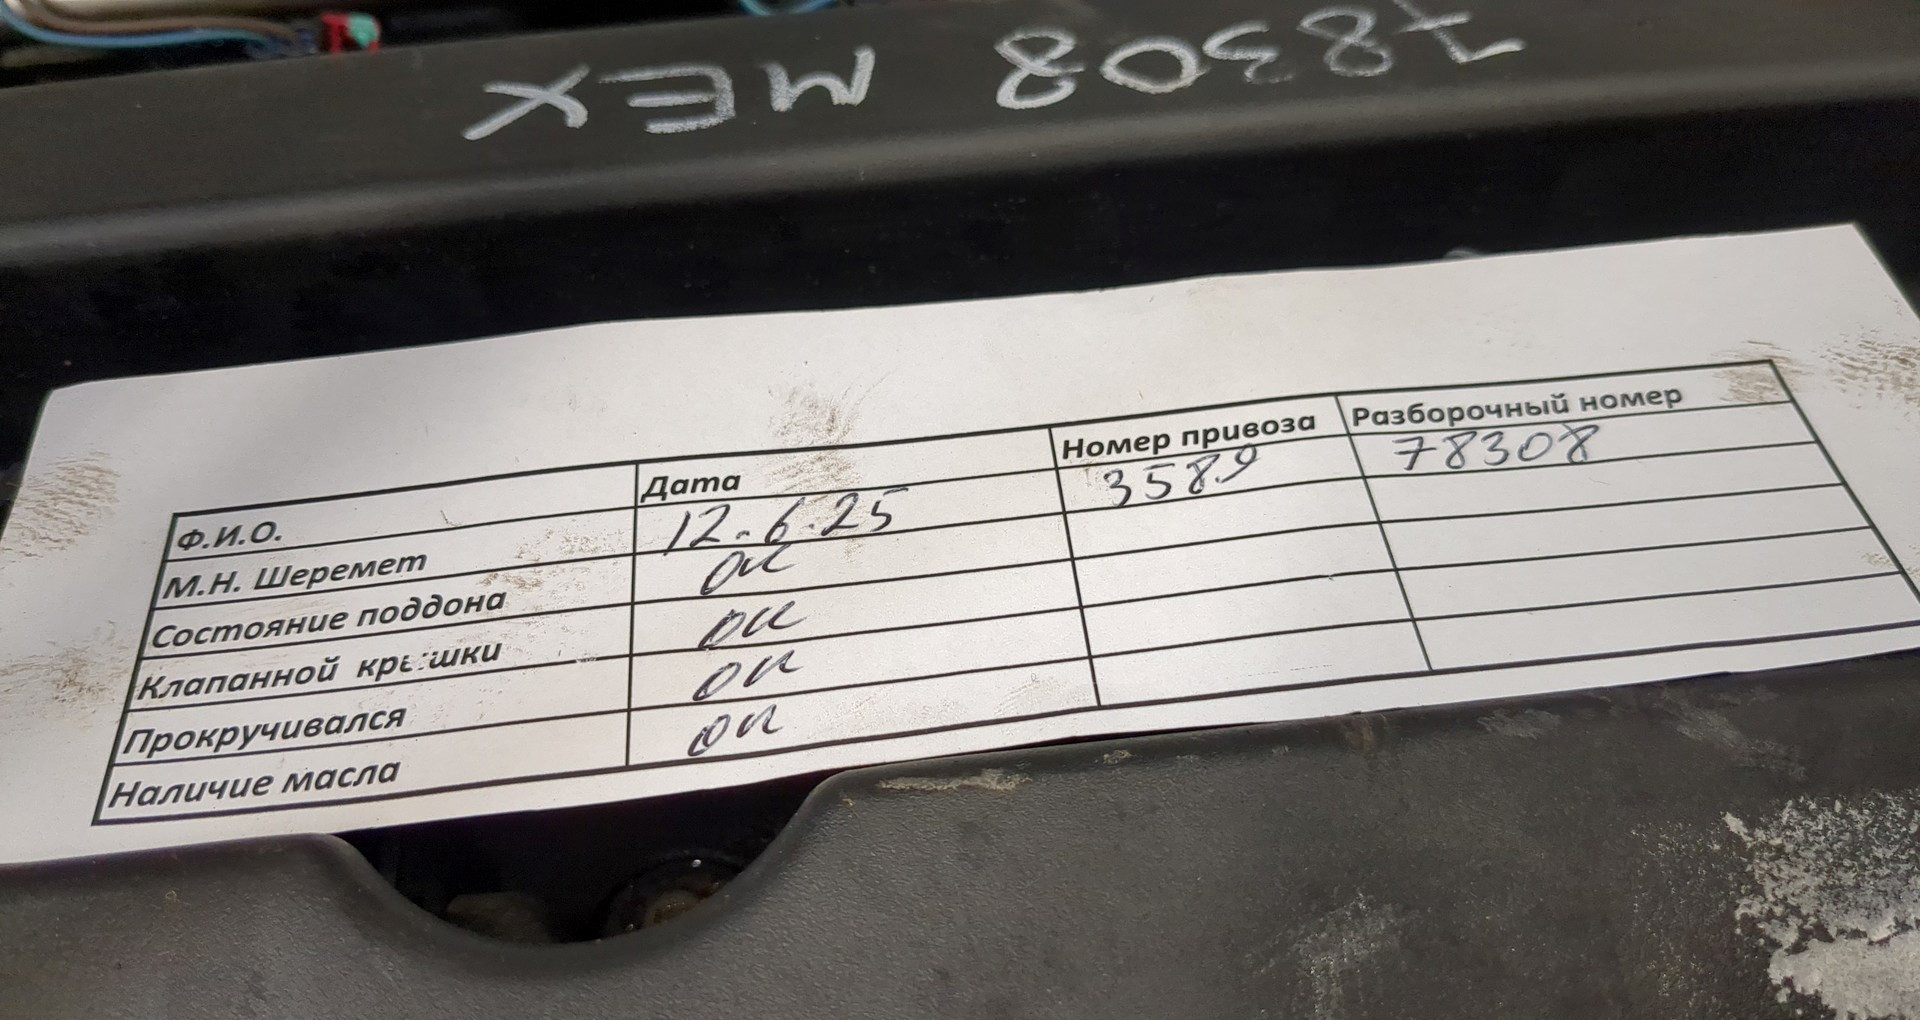 78308 МЕХ
Ф.И.О. Дата Номер привоза Разборочный номер
М.Н. Шеремет 12.6.25 3589 78308
Состояние поддона ок
Клапанной крышки ок
Прокручивался ок
Наличие масла ок